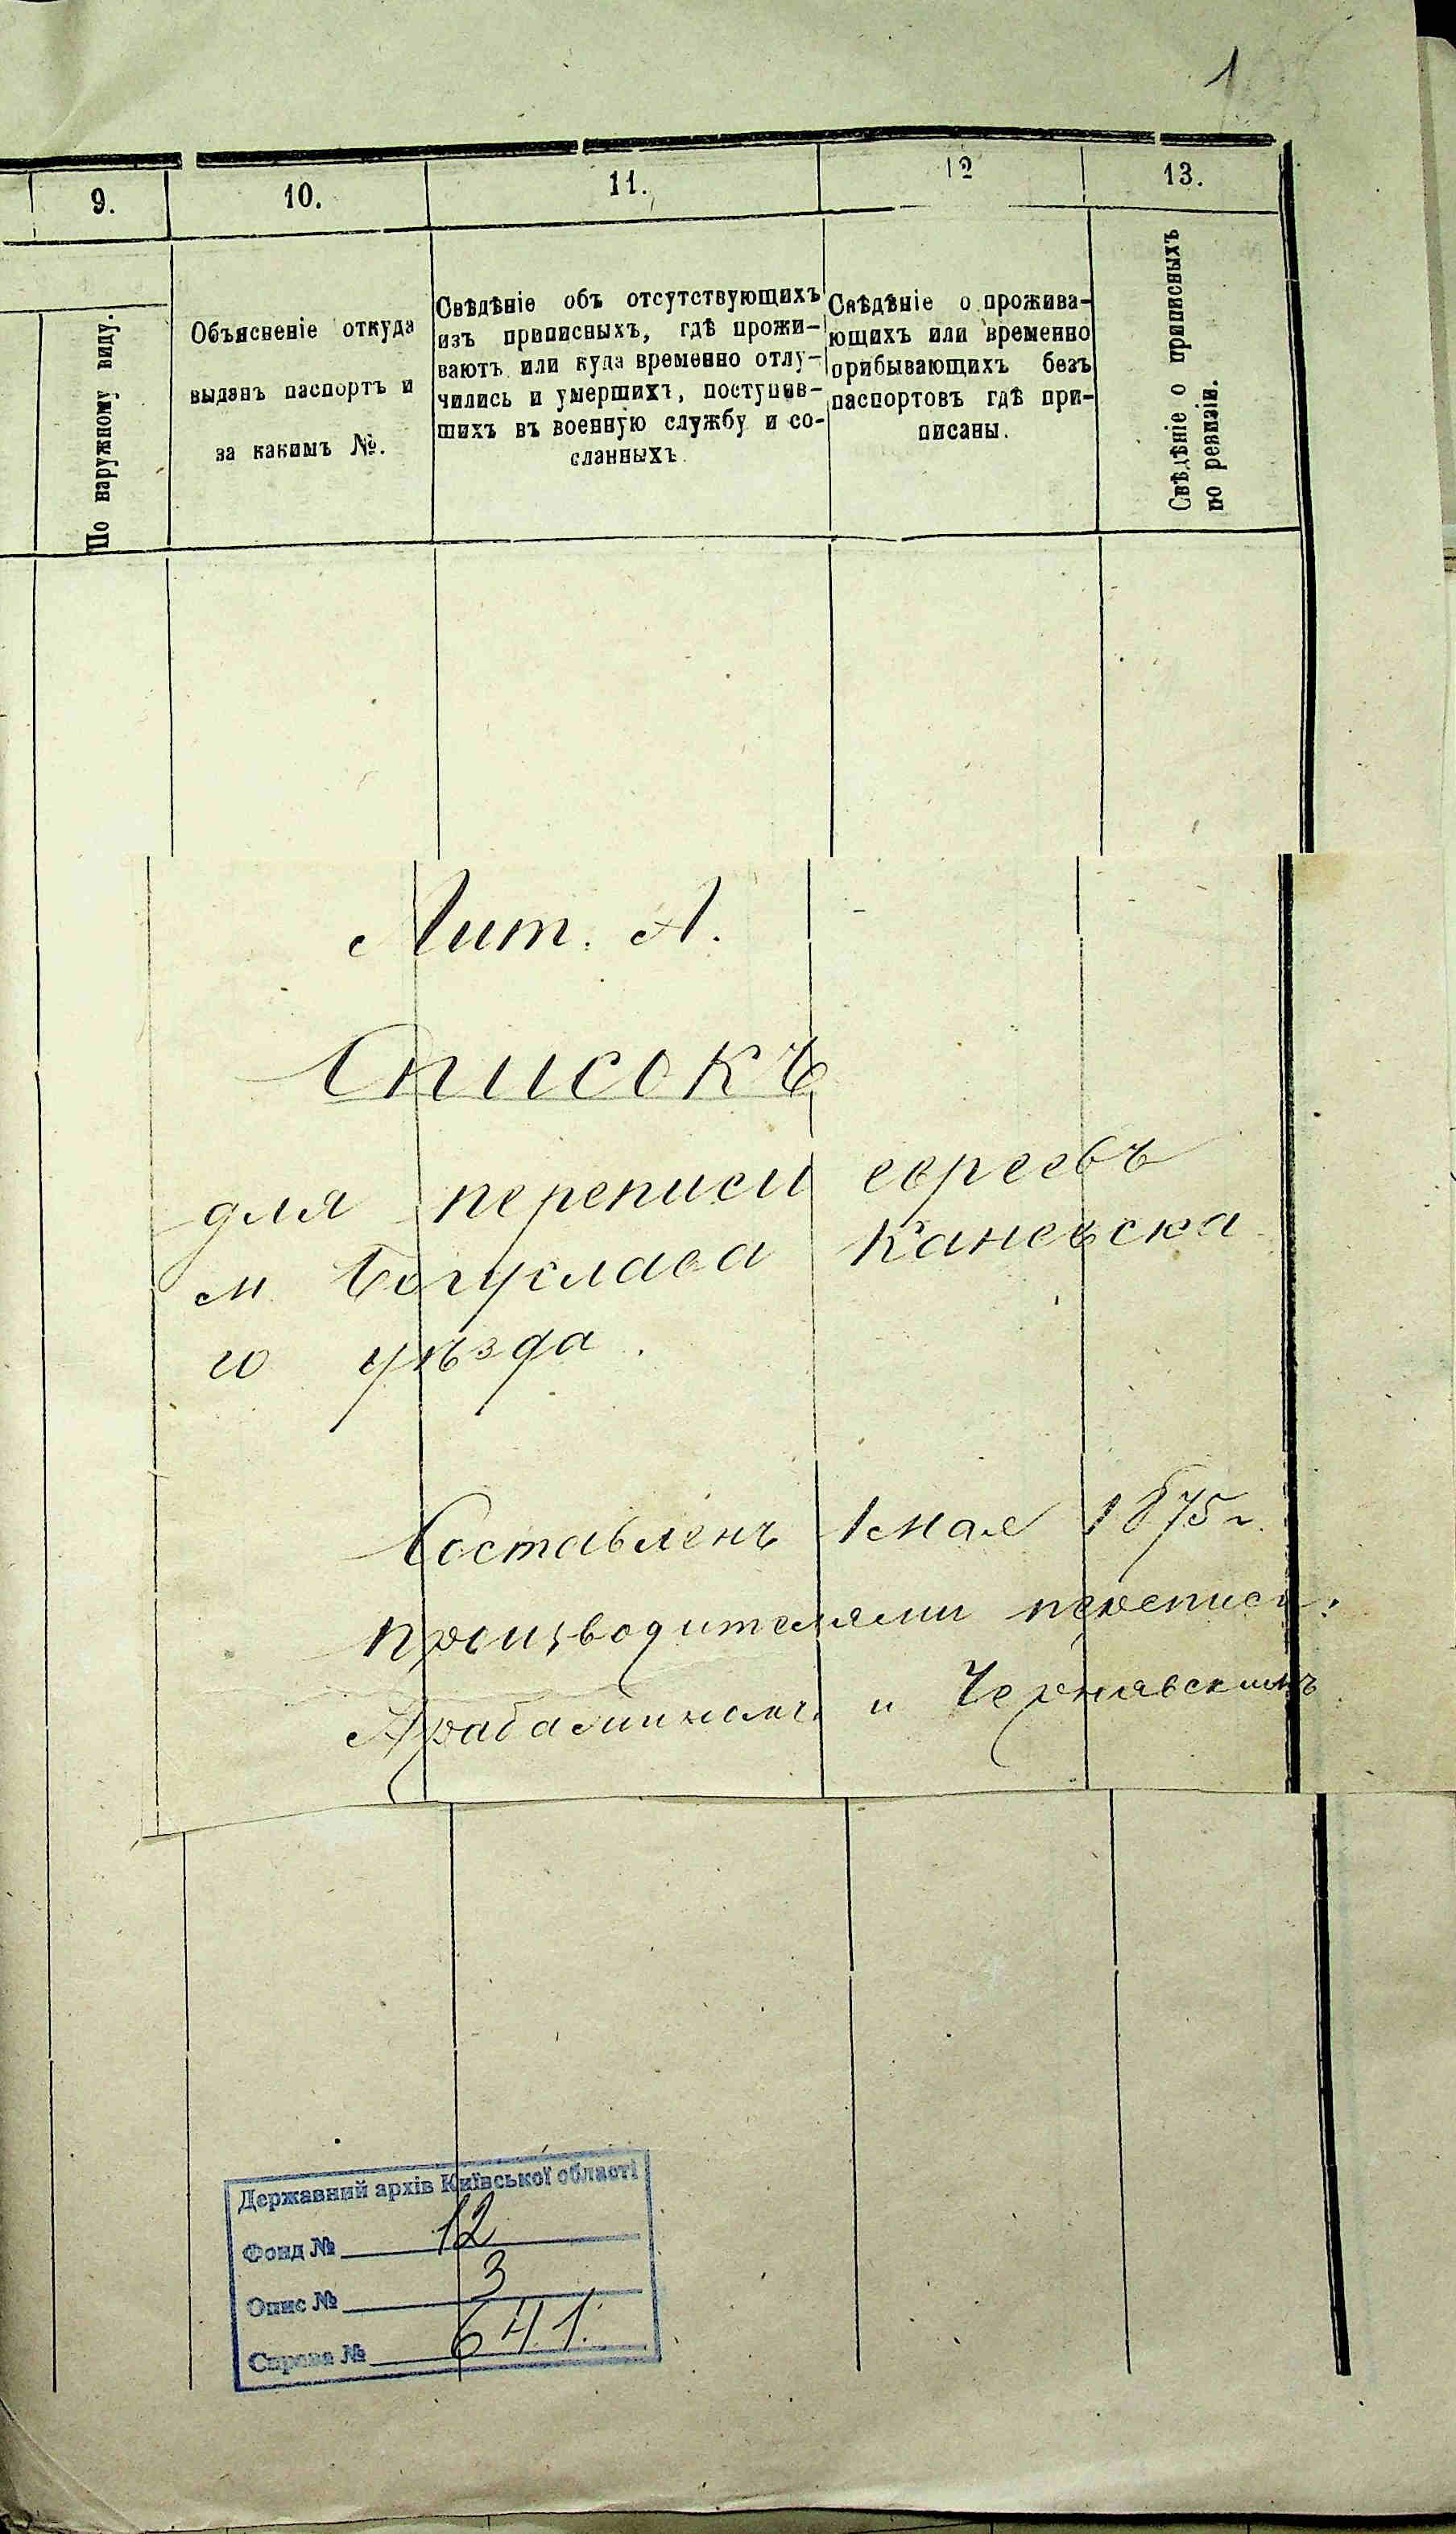 1
9.
10.
11.
12
13.
По наружному виду.
Объясненіе откуда
выданъ паспортъ и
за какимъ №.
Свѣдѣніе объ отсутствующихъ
изъ приписныхъ, гдѣ прожи-
ваютъ или куда временно отлу-
чились и умершихъ, поступив-
шихъ въ военную службу и со-
сланныхъ.
Свѣдѣніе о прожива-
ющихъ или временно
прибывающихъ безъ
паспортовъ гдѣ при-
писаны.
Свѣдѣніе о приписныхъ
по ревизіи.
Лит. А.
Списокъ
для переписи евреевъ
м. Богуслава Каневска
го уѣзда.
Составленъ 1 мая 1875 г.
производителями переписи:
и Чернявскимъ
Державний архів Київської області
Фонд № 12
Опис № 3
Справа № 641.